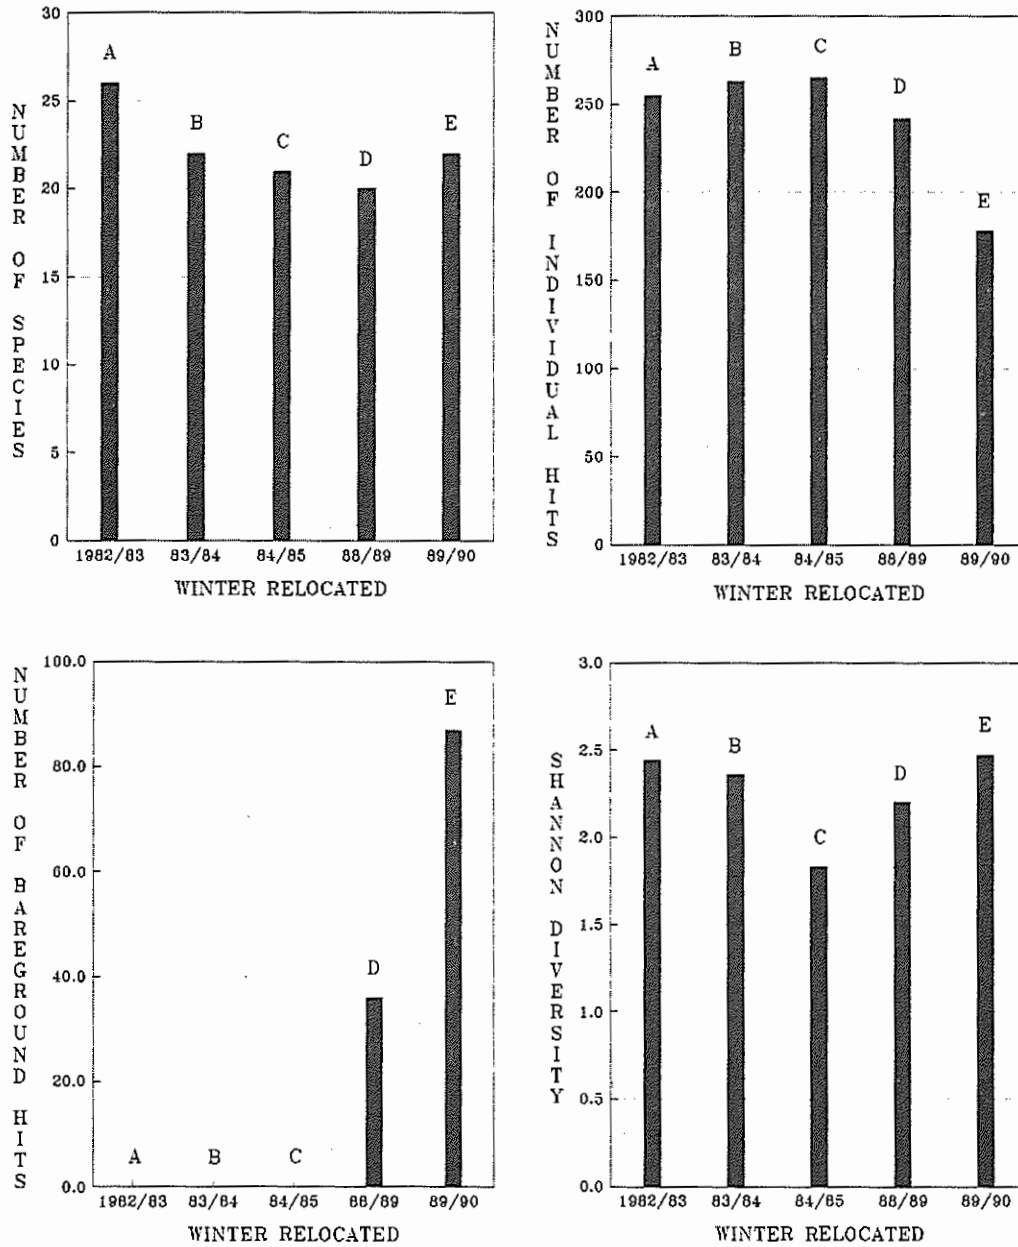 NUMBER OF SPECIES
30
25
20
15
10
5
0
A
B
C
D
E
1982/83 83/84 84/85 88/89 89/90
WINTER RELOCATED
NUMBER OF INDIVIDUAL HITS
300
250
200
150
100
50
0
A
B
C
D
E
1982/83 83/84 84/85 88/89 89/90
WINTER RELOCATED
NUMBER OF BAREGROUND HITS
100.0
80.0
60.0
40.0
20.0
0.0
A
B
C
D
E
1982/83 83/84 84/85 88/89 89/90
WINTER RELOCATED
SHANNON DIVERSITY
3.0
2.5
2.0
1.5
1.0
0.5
0.0
A
B
C
D
E
1982/83 83/84 84/85 88/89 89/90
WINTER RELOCATED